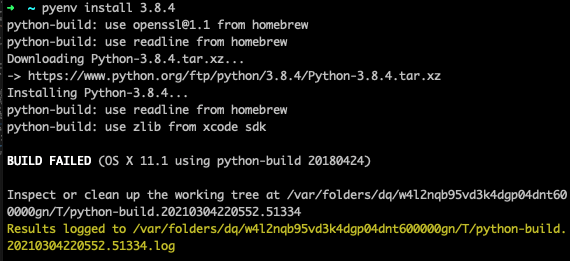 ➜  ~ pyenv install 3.8.4
python-build: use openssl@1.1 from homebrew
python-build: use readline from homebrew
Downloading Python-3.8.4.tar.xz...
-> https://www.python.org/ftp/python/3.8.4/Python-3.8.4.tar.xz
Installing Python-3.8.4...
python-build: use readline from homebrew
python-build: use zlib from xcode sdk
BUILD FAILED (OS X 11.1 using python-build 20180424)
Inspect or clean up the working tree at /var/folders/dq/w4l2nqb95vd3k4dgp04dnt60
0000gn/T/python-build.20210304220552.51334
Results logged to /var/folders/dq/w4l2nqb95vd3k4dgp04dnt600000gn/T/python-build.
20210304220552.51334.log